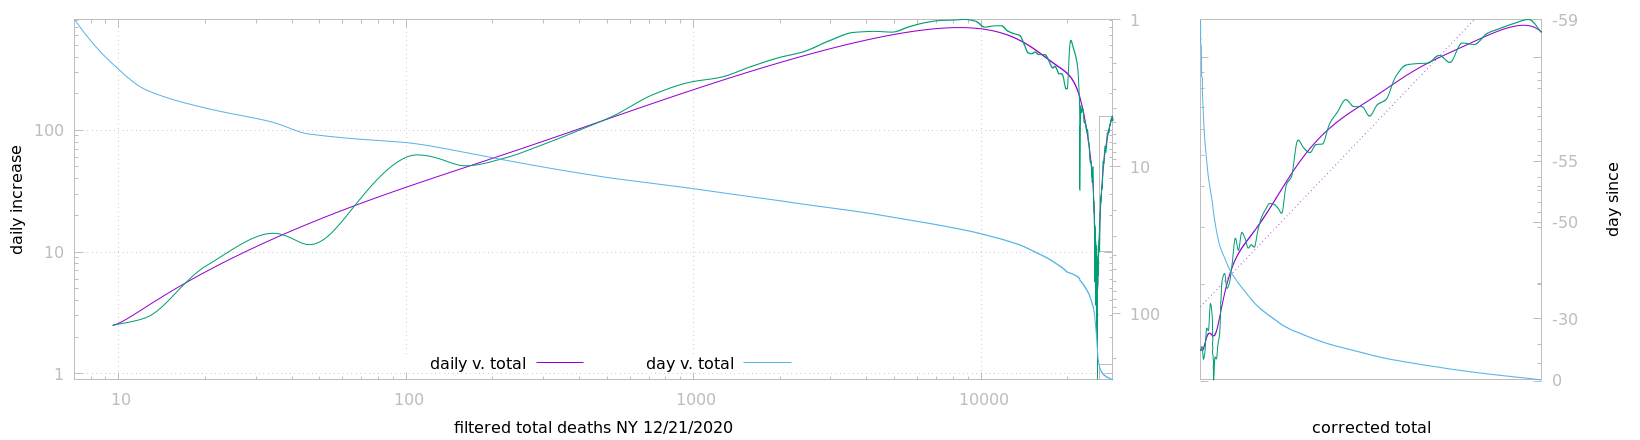 daily increase
100
10
1
daily v. total
day v. total
10
100
1000
10000
filtered total deaths NY 12/21/2020
1
10
100
-59
-55
-50
-30
0
day since
corrected total